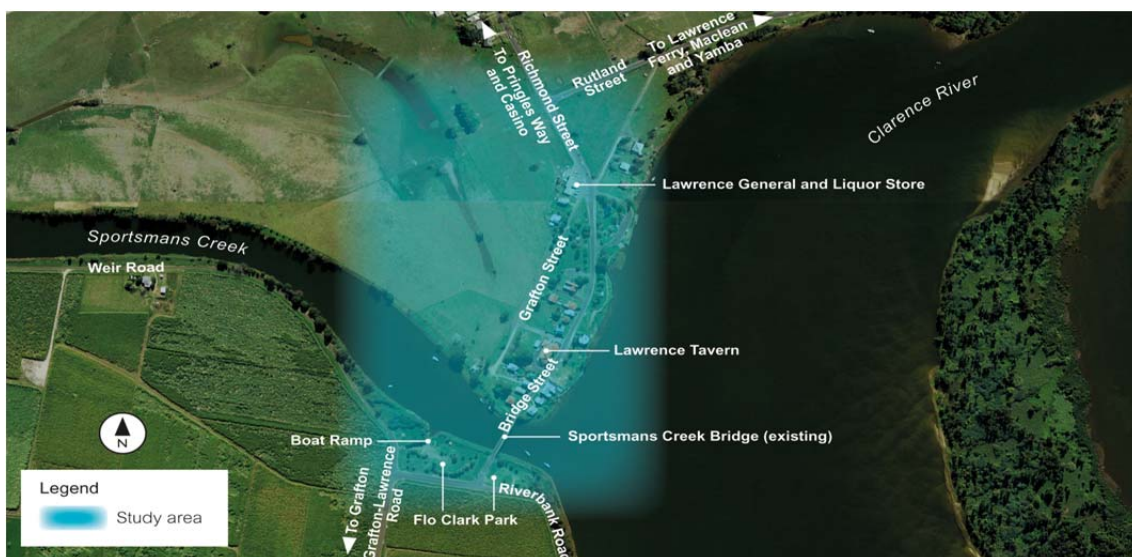 To Pringles Way
and Casino
Richmond Street
Rutland
Street
To Lawrence
Ferry, Maclean
and Yamba
Clarence River
Lawrence General and Liquor Store
Sportsmans Creek
Weir Road
Grafton Street
Lawrence Tavern
Bridge Street
Boat Ramp
Sportsmans Creek Bridge (existing)
N
Legend
Study area
To Grafton
Grafton-Lawrence
Road
Flo Clark Park
Riverbank Road